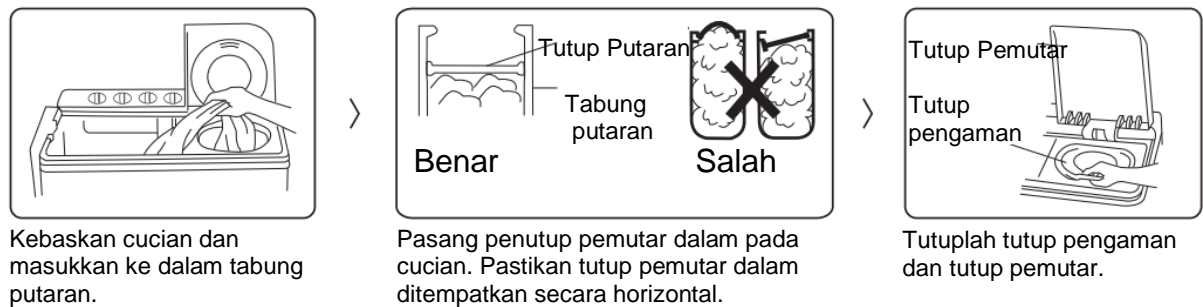 Tutup Putaran
Tabung
putaran
Benar
Salah
Tutup Pemutar
Tutup
pengaman
Kebaskan cucian dan
masukkan ke dalam tabung
putaran.
Pasang penutup pemutar dalam pada
cucian. Pastikan tutup pemutar dalam
ditempatkan secara horizontal.
Tutuplah tutup pengaman
dan tutup pemutar.